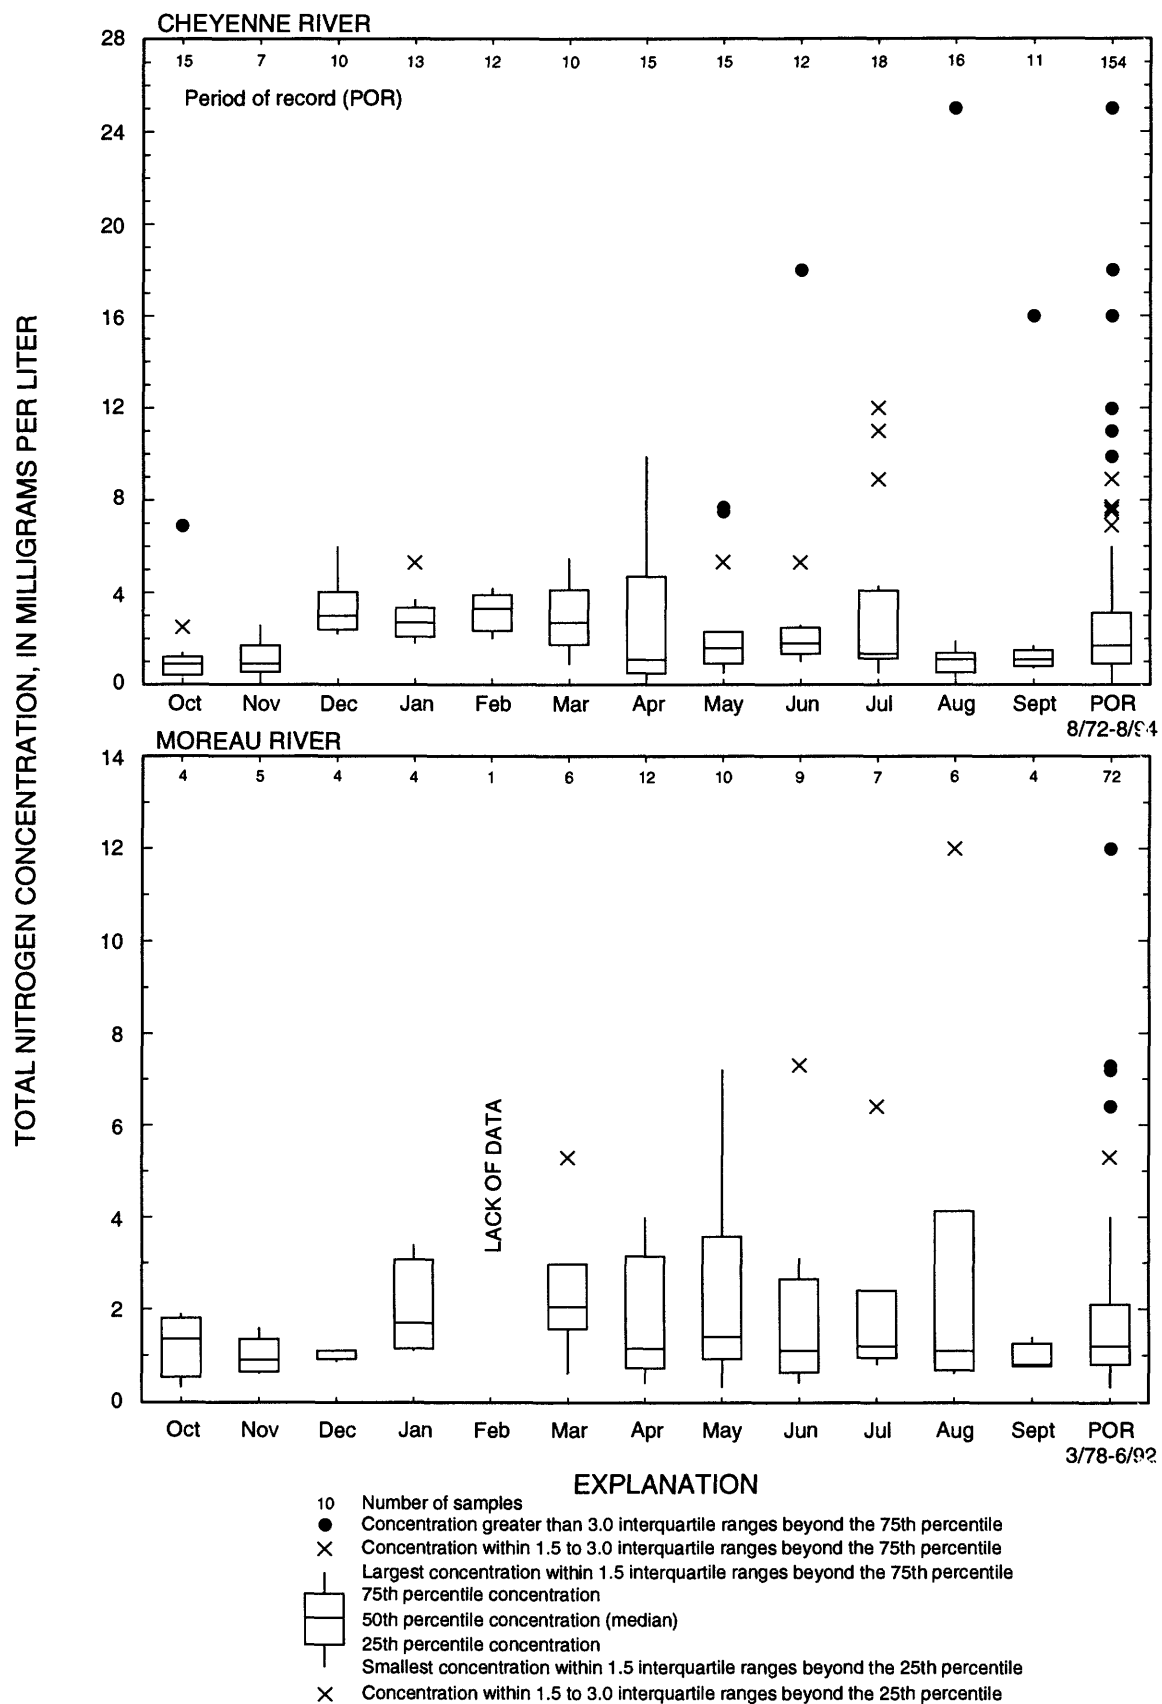 CHEYENNE RIVER
28
15 7 10 13 12 10 15 15 12 18 16 11 154
Period of record (POR)
24
20
16
12
8
4
0
Oct Nov Dec Jan Feb Mar Apr May Jun Jul Aug Sept POR
8/72-8/94
MOREAU RIVER
14
4 5 4 4 1 6 12 10 9 7 6 4 72
12
10
8
6
4
2
0
LACK OF DATA
Oct Nov Dec Jan Feb Mar Apr May Jun Jul Aug Sept POR
3/78-6/92
TOTAL NITROGEN CONCENTRATION, IN MILLIGRAMS PER LITER
EXPLANATION
10 Number of samples
Concentration greater than 3.0 interquartile ranges beyond the 75th percentile
Concentration within 1.5 to 3.0 interquartile ranges beyond the 75th percentile
Largest concentration within 1.5 interquartile ranges beyond the 75th percentile
75th percentile concentration
50th percentile concentration (median)
25th percentile concentration
Smallest concentration within 1.5 interquartile ranges beyond the 25th percentile
Concentration within 1.5 to 3.0 interquartile ranges beyond the 25th percentile